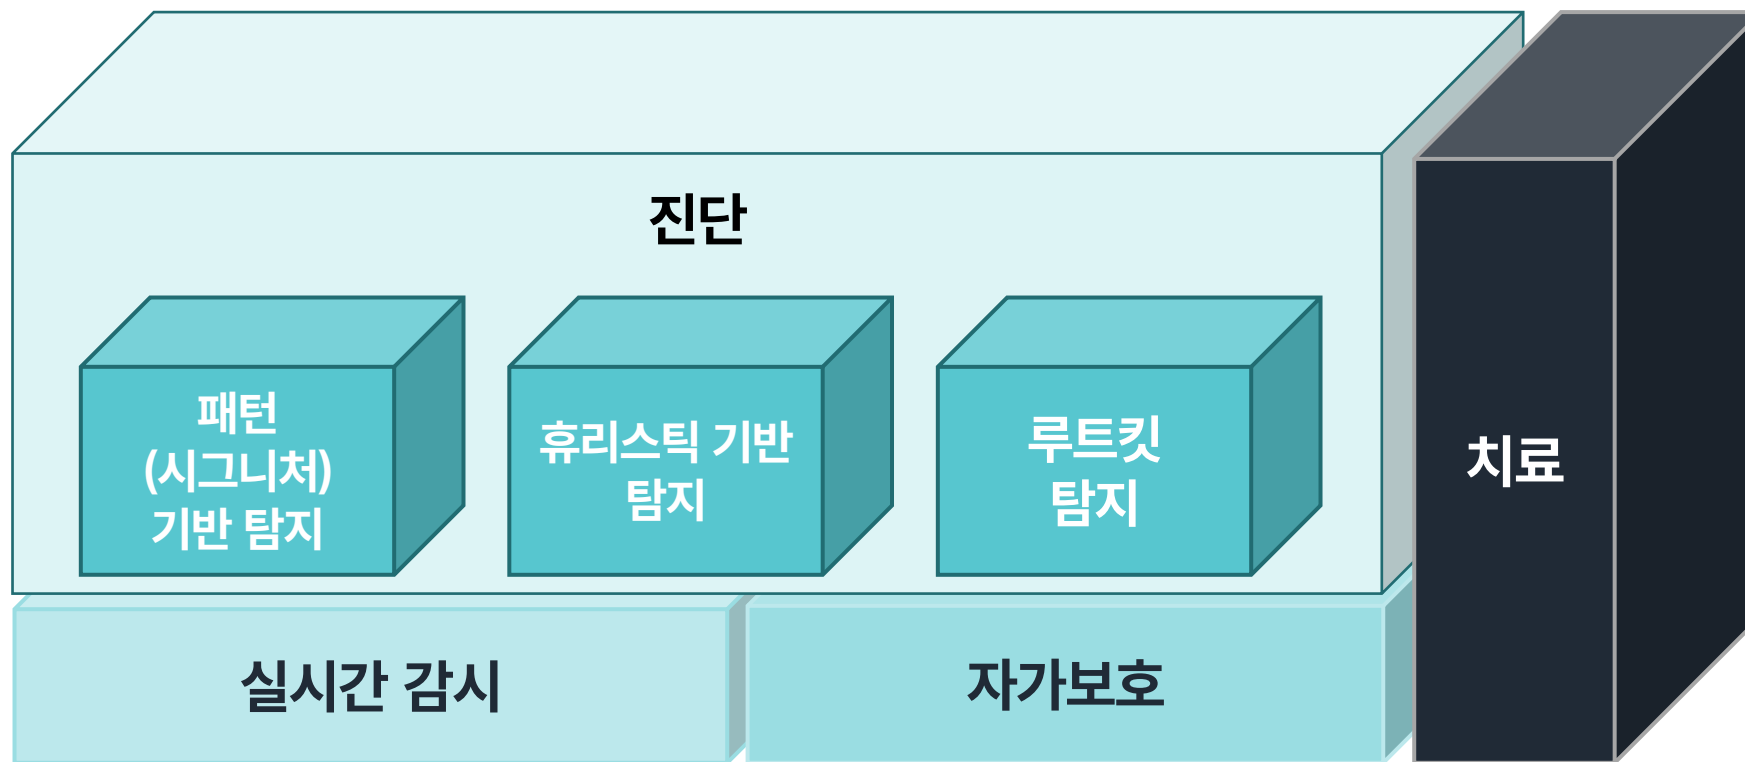 진단
패턴
(시그니처)
기반 탐지
휴리스틱 기반
탐지
루트킷
탐지
치료
실시간 감시
자가보호